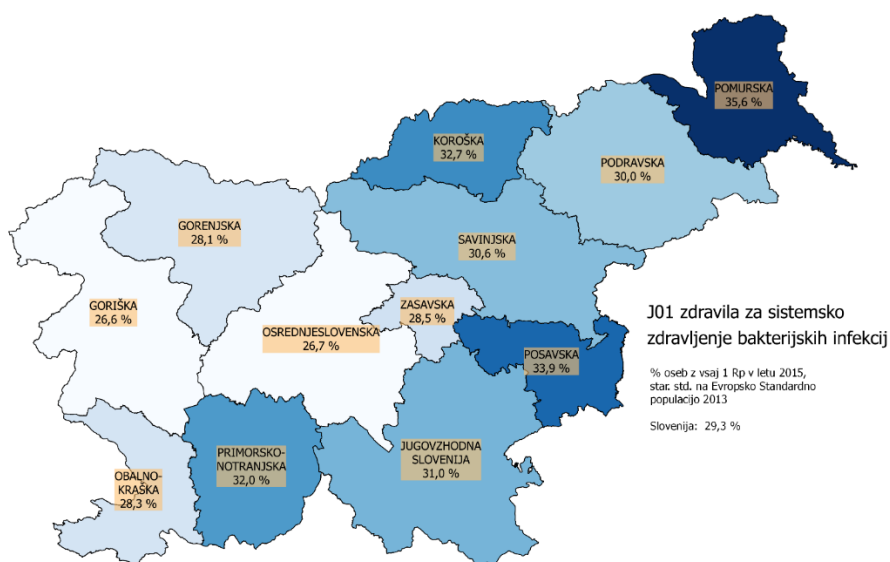 POMURSKA
35,6 %
KOROŠKA
32,7 %
PODRAVSKA
30,0 %
GORENJSKA
28,1 %
SAVINJSKA
30,6 %
GORIŠKA
26,6 %
ZASAVSKA
28,5 %
OSREDNJESLOVENSKA
26,7 %
POSAVSKA
33,9 %
JUGOVZHODNA
SLOVENIJA
31,0 %
PRIMORSKO-
NOTRANJSKA
32,0 %
OBALNO-
KRAŠKA
28,3 %
J01 zdravila za sistemsko
zdravljenje bakterijskih infekcij
% oseb z vsaj 1 Rp v letu 2015,
star. std. na Evropsko Standardno
populacijo 2013
Slovenija: 29,3 %